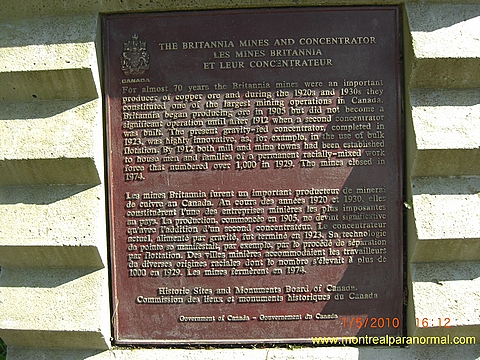 THE BRITANNIA MINES AND CONCENTRATOR
LES MINES BRITANNIA
ET LEUR CONCENTRATEUR
CANADA
For almost 70 years the Britannia mines were an important
producer of copper ore and during the 1920s and 1930s they
constituted one of the largest mining operations in Canada.
Britannia began producing ore in 1905 but did not become a
significant operation until after 1912 when a second concentrator
was built. The present gravity-fed concentrator, completed in
1923, was highly innovative as, for example, in the use of bulk
flotation. By 1912 both mill and mine towns had been established
to house men and families of a permanent racially-mixed work
force that numbered over 1,000 in 1929. The mines closed in
1974.
Les mines Britannia furent un important producteur de minerai
de cuivre au Canada. Au cours des années 1920 et 1930, elles
constituèrent l'une des entreprises minières les plus imposantes
au pays. La production, commencée en 1905, ne devint significative
qu'avec l'addition d'un second concentrateur. Le concentrateur
actuel, alimenté par gravité, fut terminé en 1923. Sa technologie
de pointe se manifestait, par exemple, par le procédé de séparation
par flottation. Des villes minières accommodaient les travailleurs
de diverses origines raciales dont le nombre s'élevait à plus de
1000 en 1929. Les mines fermèrent en 1974.
Historic Sites and Monuments Board of Canada.
Commission des lieux et monuments historiques du Canada
Government of Canada - Gouvernement du Canada
1/5/2010 16:12
www.montrealparanormal.com